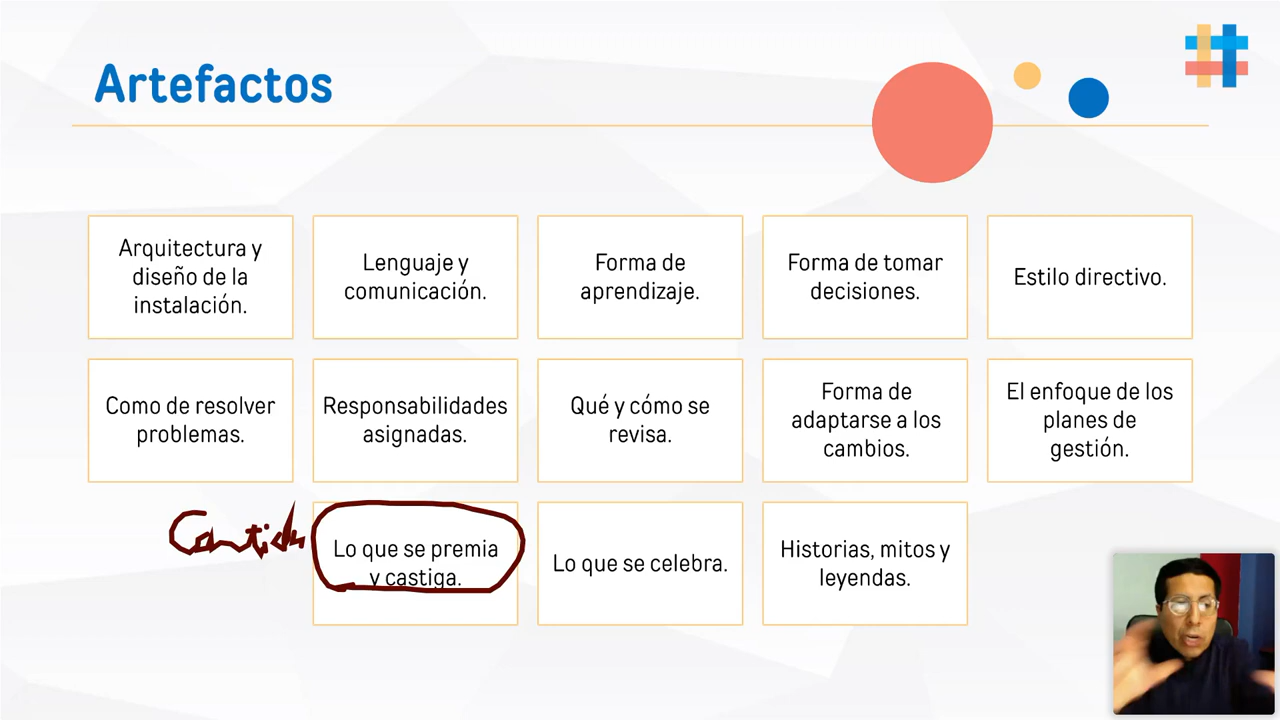 Artefactos
Arquitectura y
diseño de la
instalación.
Lenguaje y
comunicación.
Forma de
aprendizaje.
Forma de tomar
decisiones.
Estilo directivo.
Como de resolver
problemas.
Responsabilidades
asignadas.
Qué y cómo se
revisa.
Forma de
adaptarse a los
cambios.
El enfoque de los
planes de
gestión.
Lo que se premia
y castiga.
Lo que se celebra.
Historias, mitos y
leyendas.